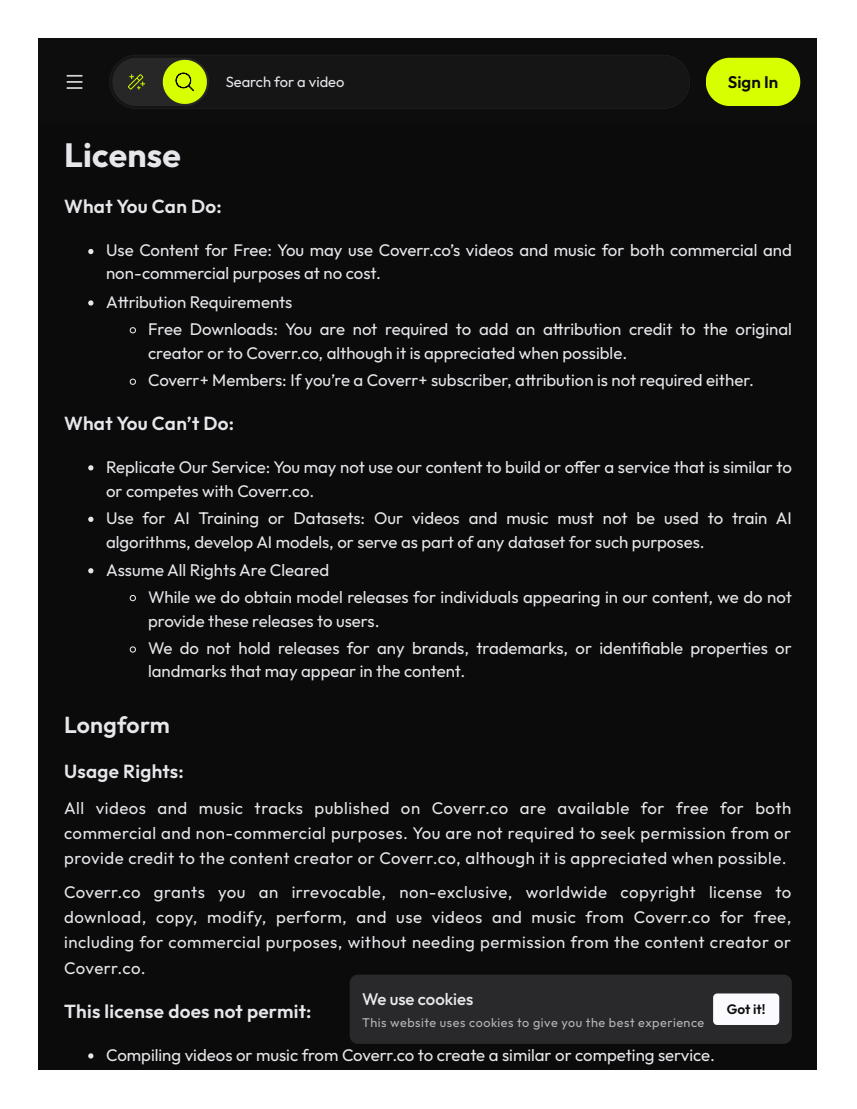 Search for a video
Sign In
License
What You Can Do:
• Use Content for Free: You may use Coverr.co’s videos and music for both commercial and
non-commercial purposes at no cost.
• Attribution Requirements
◦ Free Downloads: You are not required to add an attribution credit to the original
creator or to Coverr.co, although it is appreciated when possible.
◦ Coverr+ Members: If you’re a Coverr+ subscriber, attribution is not required either.
What You Can’t Do:
• Replicate Our Service: You may not use our content to build or offer a service that is similar to
or competes with Coverr.co.
• Use for AI Training or Datasets: Our videos and music must not be used to train AI
algorithms, develop AI models, or serve as part of any dataset for such purposes.
• Assume All Rights Are Cleared
◦ While we do obtain model releases for individuals appearing in our content, we do not
provide these releases to users.
◦ We do not hold releases for any brands, trademarks, or identifiable properties or
landmarks that may appear in the content.
Longform
Usage Rights:
All videos and music tracks published on Coverr.co are available for free for both
commercial and non-commercial purposes. You are not required to seek permission from or
provide credit to the content creator or Coverr.co, although it is appreciated when possible.
Coverr.co grants you an irrevocable, non-exclusive, worldwide copyright license to
download, copy, modify, perform, and use videos and music from Coverr.co for free,
including for commercial purposes, without needing permission from the content creator or
Coverr.co.
This license does not permit:
We use cookies
This website uses cookies to give you the best experience
Got it!
• Compiling videos or music from Coverr.co to create a similar or competing service.